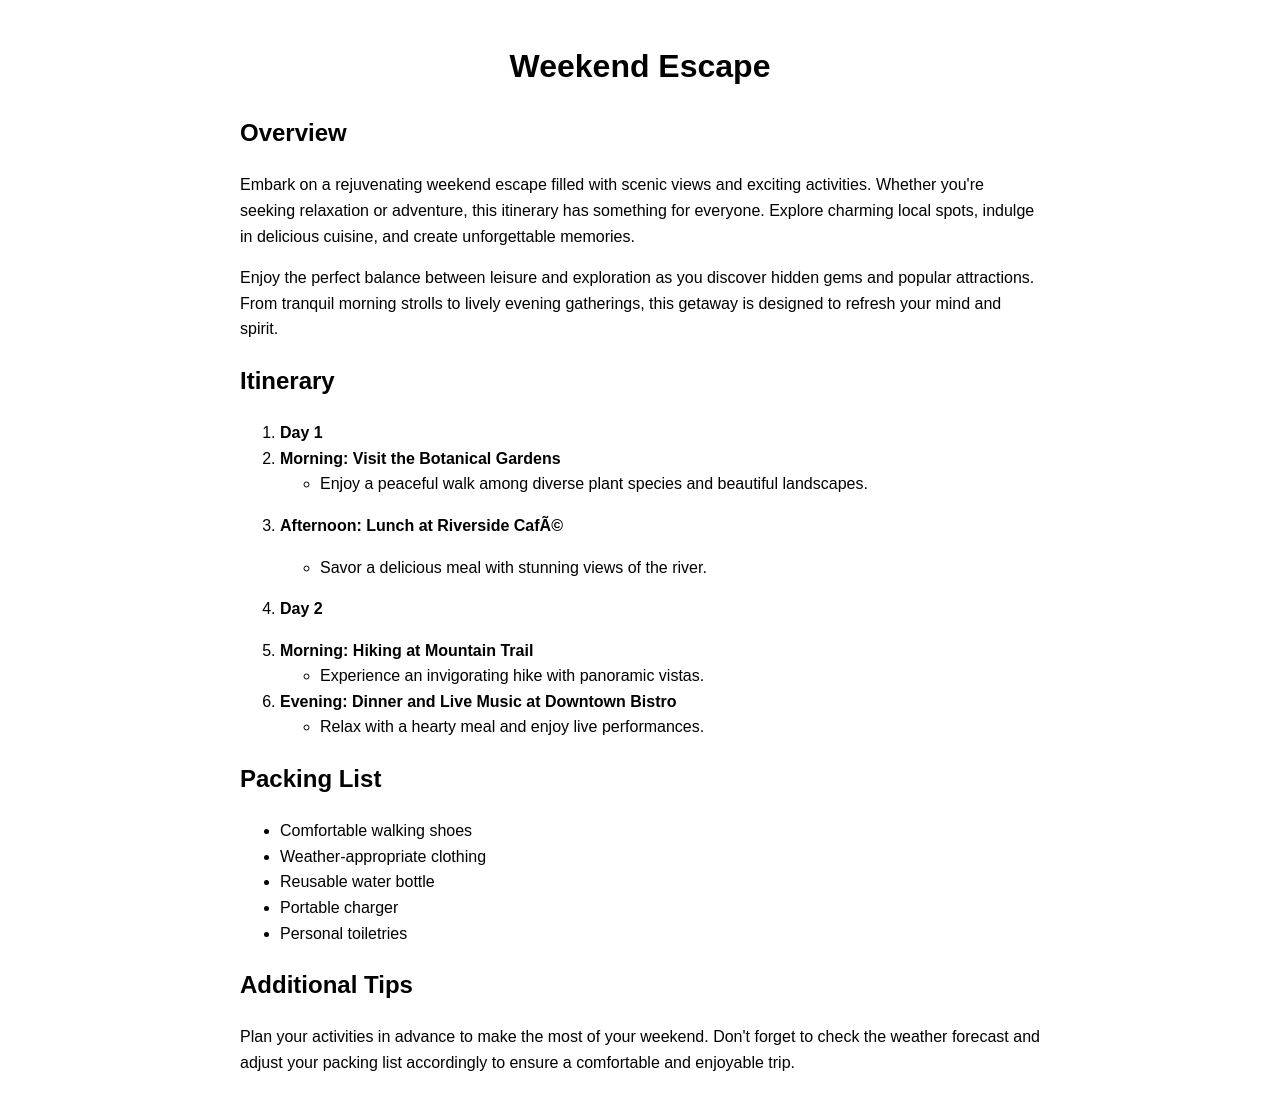 Weekend Escape
Overview
Embark on a rejuvenating weekend escape filled with scenic views and exciting activities. Whether you're
seeking relaxation or adventure, this itinerary has something for everyone. Explore charming local spots, indulge
in delicious cuisine, and create unforgettable memories.
Enjoy the perfect balance between leisure and exploration as you discover hidden gems and popular attractions.
From tranquil morning strolls to lively evening gatherings, this getaway is designed to refresh your mind and
spirit.
Itinerary
1. Day 1
2. Morning: Visit the Botanical Gardens
◦ Enjoy a peaceful walk among diverse plant species and beautiful landscapes.
3. Afternoon: Lunch at Riverside CafÃ©
◦ Savor a delicious meal with stunning views of the river.
4. Day 2
5. Morning: Hiking at Mountain Trail
◦ Experience an invigorating hike with panoramic vistas.
6. Evening: Dinner and Live Music at Downtown Bistro
◦ Relax with a hearty meal and enjoy live performances.
Packing List
• Comfortable walking shoes
• Weather-appropriate clothing
• Reusable water bottle
• Portable charger
• Personal toiletries
Additional Tips
Plan your activities in advance to make the most of your weekend. Don't forget to check the weather forecast and
adjust your packing list accordingly to ensure a comfortable and enjoyable trip.